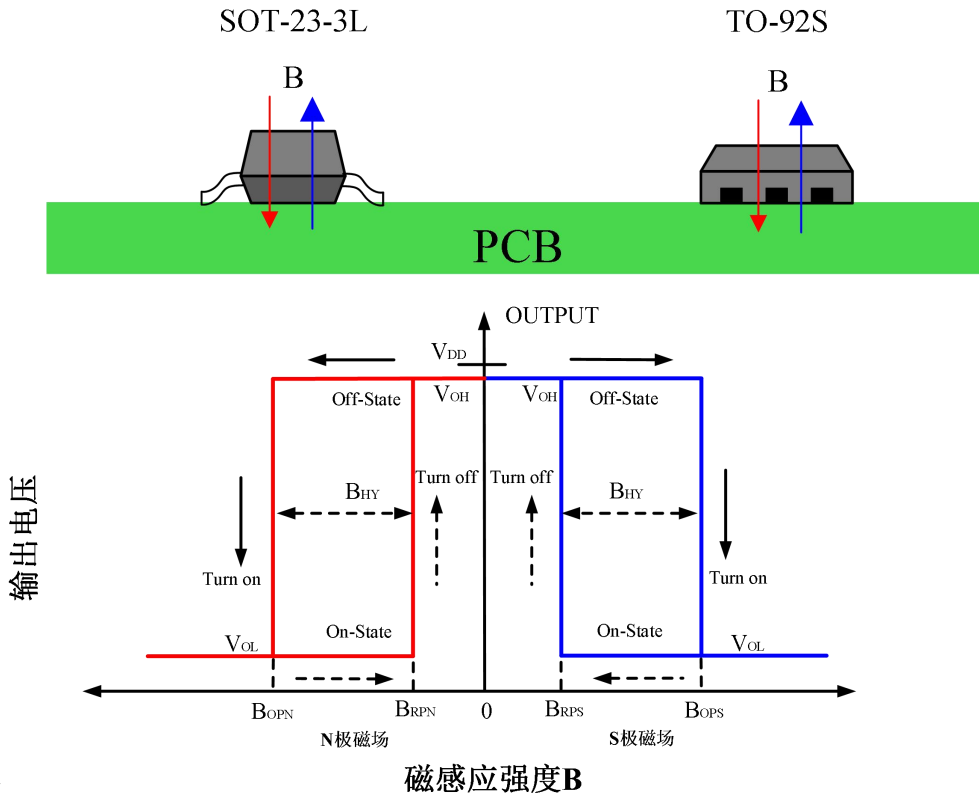 SOT-23-3L
TO-92S
B
B
PCB
OUTPUT
VDD
VOH
VOH
Off-State
Off-State
Turn off
Turn off
BHY
BHY
输出电压
Turn on
Turn on
On-State
On-State
VOL
VOL
BOPN
BRPN
0
BRPS
BOPS
N极磁场
S极磁场
磁感应强度B